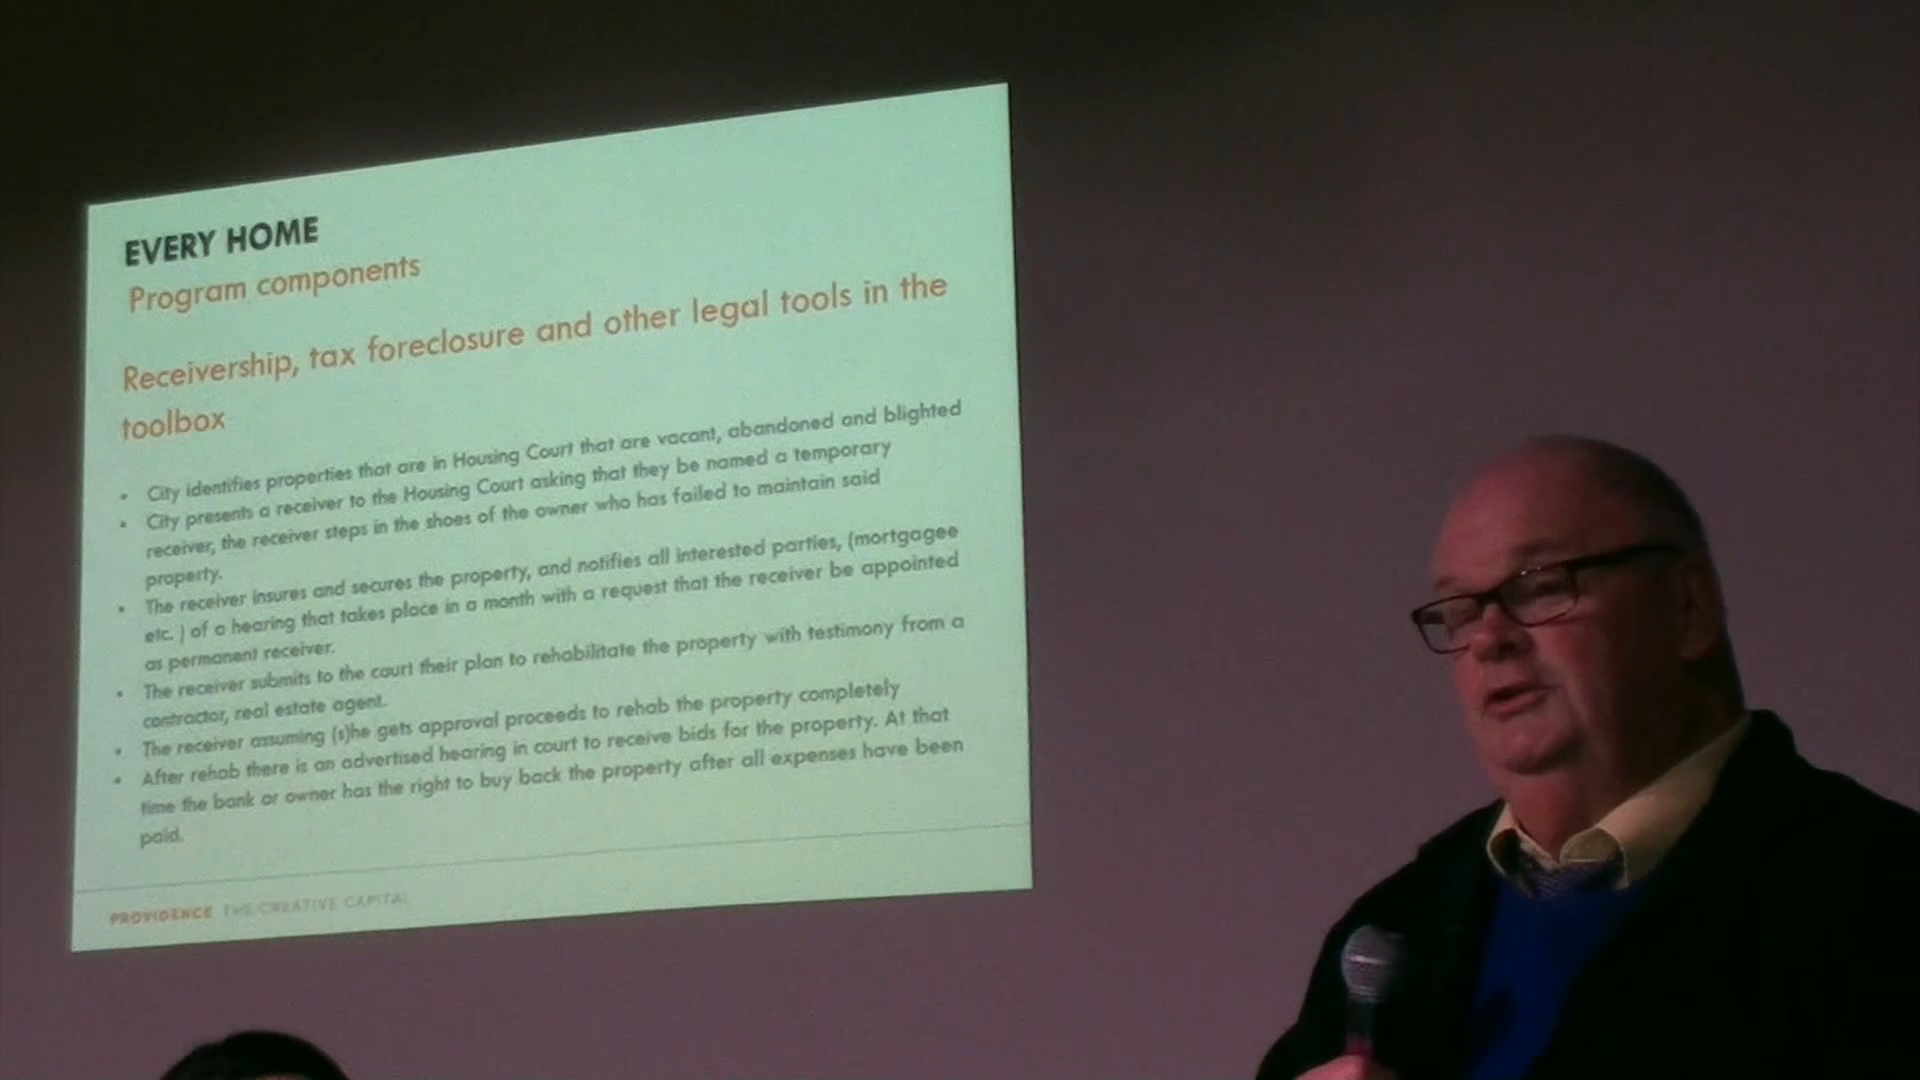 EVERY HOME
Program components
Receivership, tax foreclosure and other legal tools in the
toolbox
• City identifies properties that are in Housing Court that are vacant, abandoned and blighted
• City presents a receiver to the Housing Court asking that they be named a temporary
receiver, the receiver steps in the shoes of the owner who has failed to maintain said
property.
• The receiver insures and secures the property, and notifies all interested parties, (mortgagee
etc. ) of a hearing that takes place in a month with a request that the receiver be appointed
as permanent receiver.
• The receiver submits to the court their plan to rehabilitate the property with testimony from a
contractor, real estate agent.
• The receiver assuming (s)he gets approval proceeds to rehab the property completely
• After rehab there is an advertised hearing in court to receive bids for the property. At that
time the bank or owner has the right to buy back the property after all expenses have been
paid.
PROVIDENCE THE CREATIVE CAPITAL